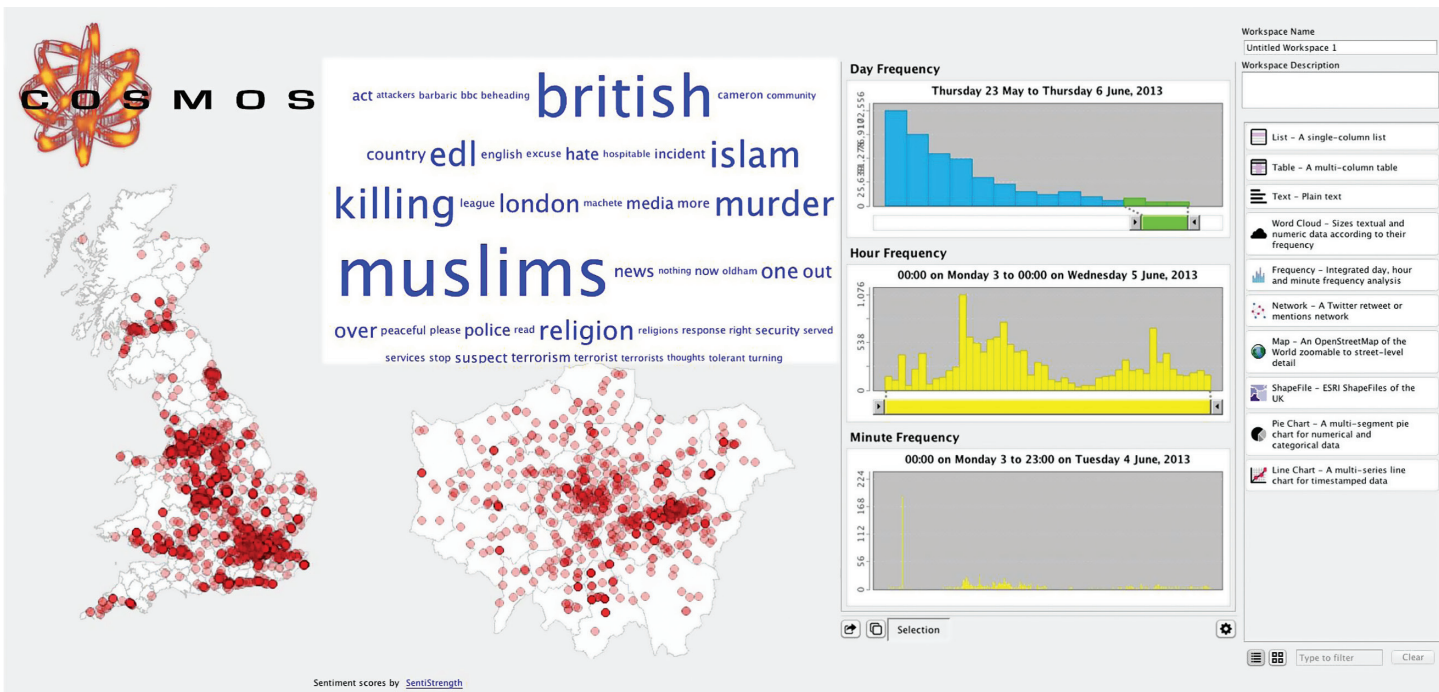 COSMOS
act attackers barbaric bbc beheading british cameron community
country edl english excuse hate hospitable incident islam
killing league london machete media more murder
muslims news nothing now oldham one out
over peaceful please police read religion religions response right security served
services stop suspect terrorism terrorist terrorists thoughts tolerant turning
Sentiment scores by SentiStrength
Day Frequency
Thursday 23 May to Thursday 6 June, 2013
0
Hour Frequency
00:00 on Monday 3 to 00:00 on Wednesday 5 June, 2013
1,076
538
0
Minute Frequency
00:00 on Monday 3 to 23:00 on Tuesday 4 June, 2013
224
168
112
56
0
Selection
Workspace Name
Untitled Workspace 1
Workspace Description
List – A single-column list
Table – A multi-column table
Text – Plain text
Word Cloud – Sizes textual and
numeric data according to their
frequency
Frequency – Integrated day, hour
and minute frequency analysis
Network – A Twitter retweet or
mentions network
Map – An OpenStreetMap of the
World zoomable to street-level
detail
ShapeFile – ESRI ShapeFiles of the
UK
Pie Chart – A multi-segment pie
chart for numerical and
categorical data
Line Chart – A multi-series line
chart for timestamped data
Type to filter
Clear